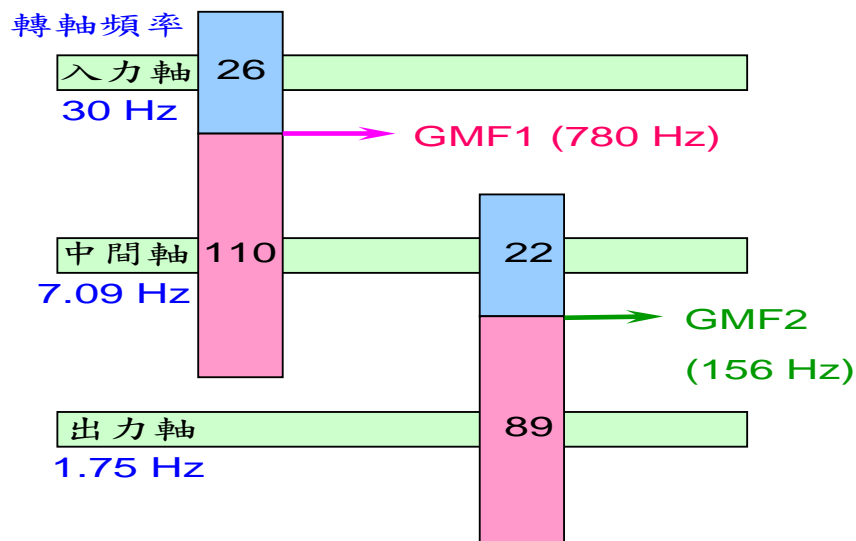 轉軸頻率
入力軸
26
30 Hz
GMF1 (780 Hz)
中間軸
110
22
7.09 Hz
GMF2
(156 Hz)
出力軸
89
1.75 Hz